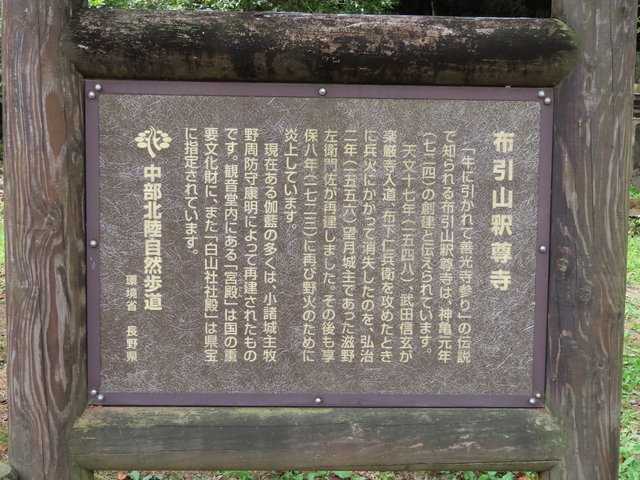 布引山釈尊寺
「牛に引かれて善光寺参り」の伝説
で知られる布引山釈尊寺は、神亀元年
(七二四)の創建と伝えられています。
天文十七年(一五四八)、武田信玄が
楽厳寺入道、布下仁兵衛を攻めたとき
に兵火にかかって消失したのを、弘治
二年(一五五六)望月城主であった滋野
左衛門佐が再建しました。その後も享
保八年(一七二三)に再び野火のために
炎上しています。
現在ある伽藍の多くは、小諸城主牧
野周防守康明によって再建されたもの
です。観音堂内にある「宮殿」は国の重
要文化財に、また「白山社社殿」は県宝
に指定されています。
中部北陸自然歩道
環境省 長野県